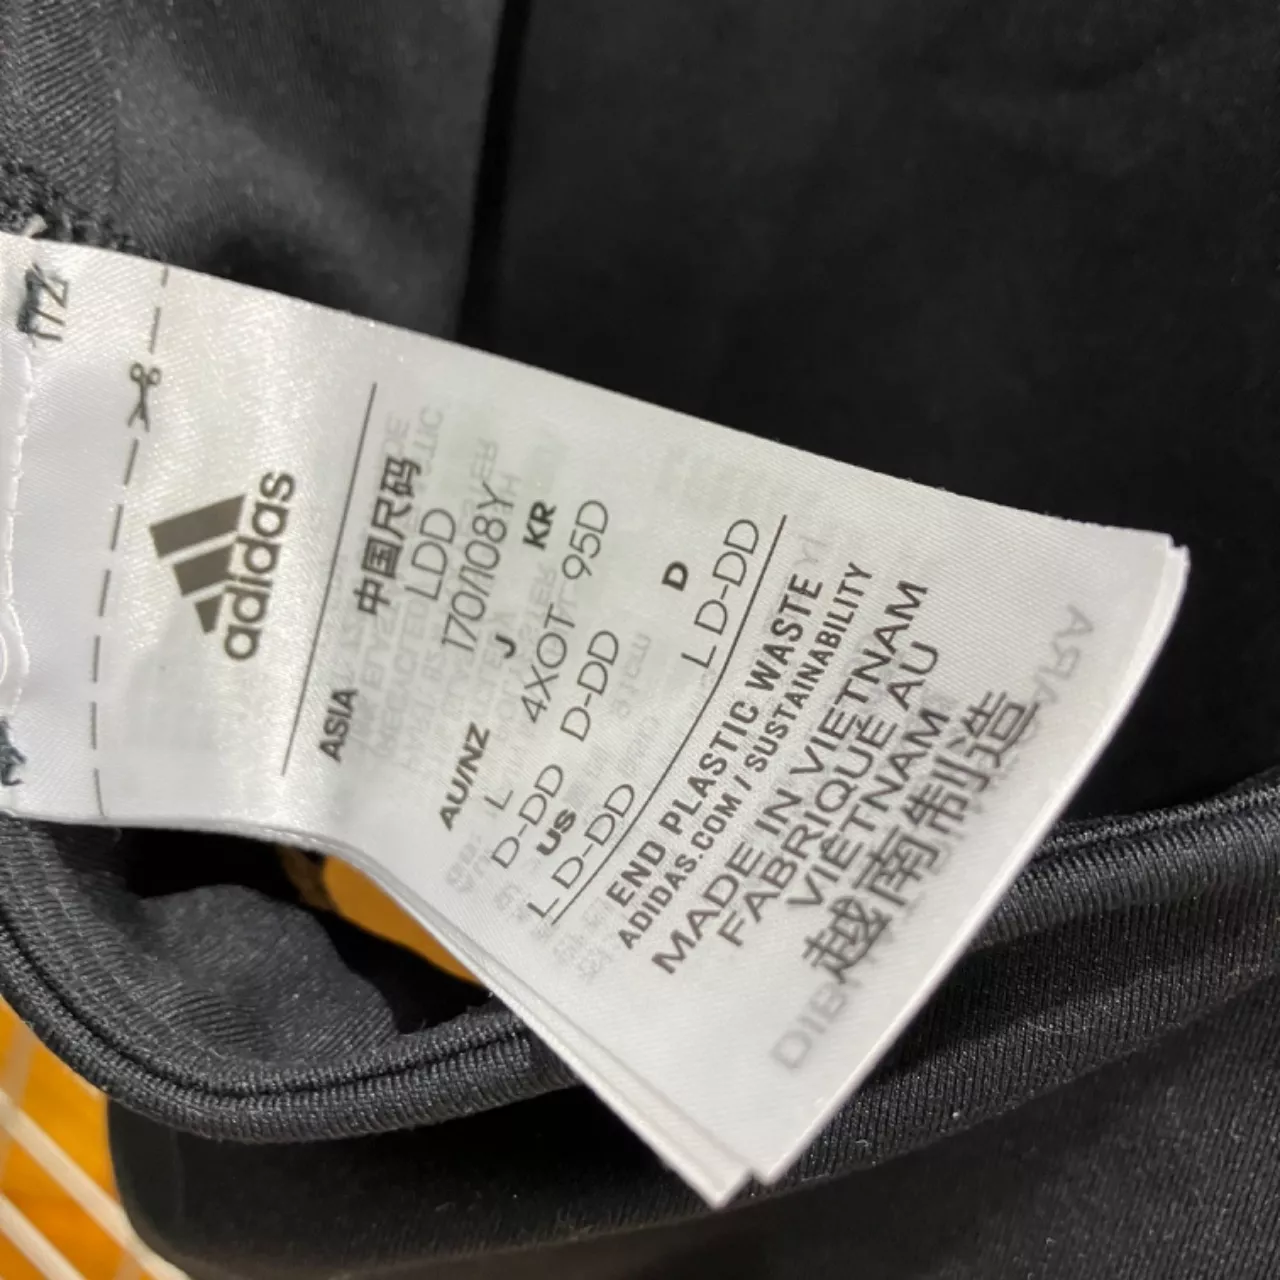 adidas
ASIA
中国尺码
LDD
170/108Y
AU/NZ
L
D-DD
J
4XOT
D-DD
KR
95D
US
L D-DD
D
L D-DD
END PLASTIC WASTE
ADIDAS.COM / SUSTAINABILITY
MADE IN VIETNAM
FABRIQUÉ AU
VIETNAM
越南制造